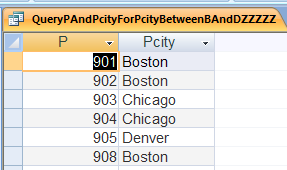 QueryPAndPcityForPcityBetweenBAndDZZZZZ
P Pcity
901 Boston
902 Boston
903 Chicago
904 Chicago
905 Denver
908 Boston